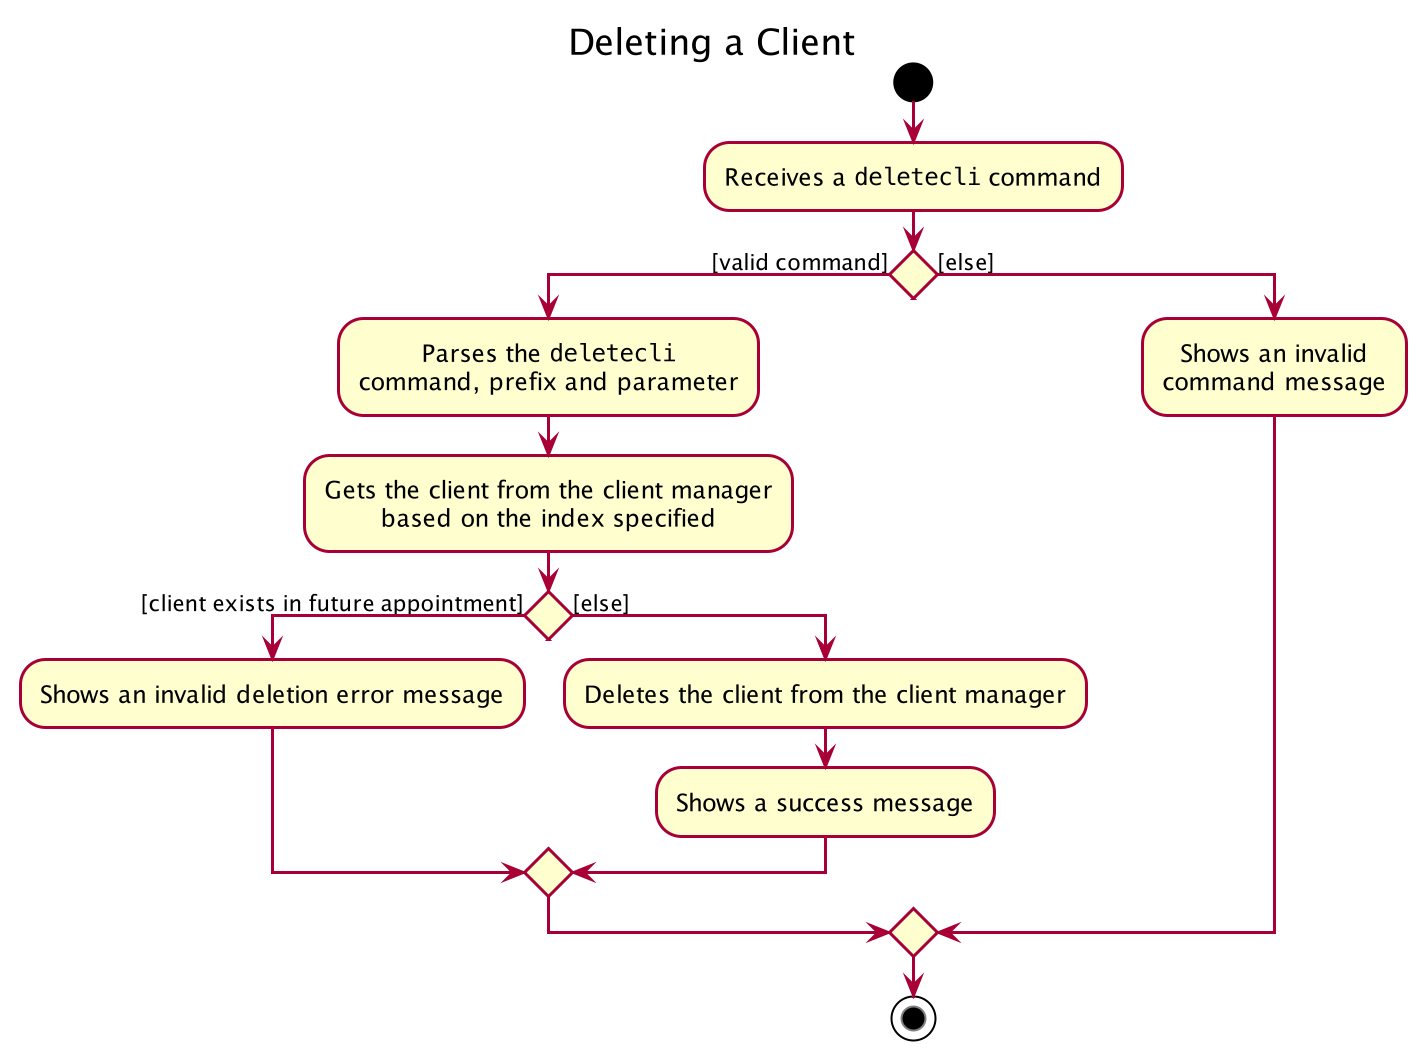 Deleting a Client
Receives a deletecli command
[valid command]
[else]
Parses the deletecli
command, prefix and parameter
Shows an invalid
command message
Gets the client from the client manager
based on the index specified
[client exists in future appointment]
[else]
Shows an invalid deletion error message
Deletes the client from the client manager
Shows a success message